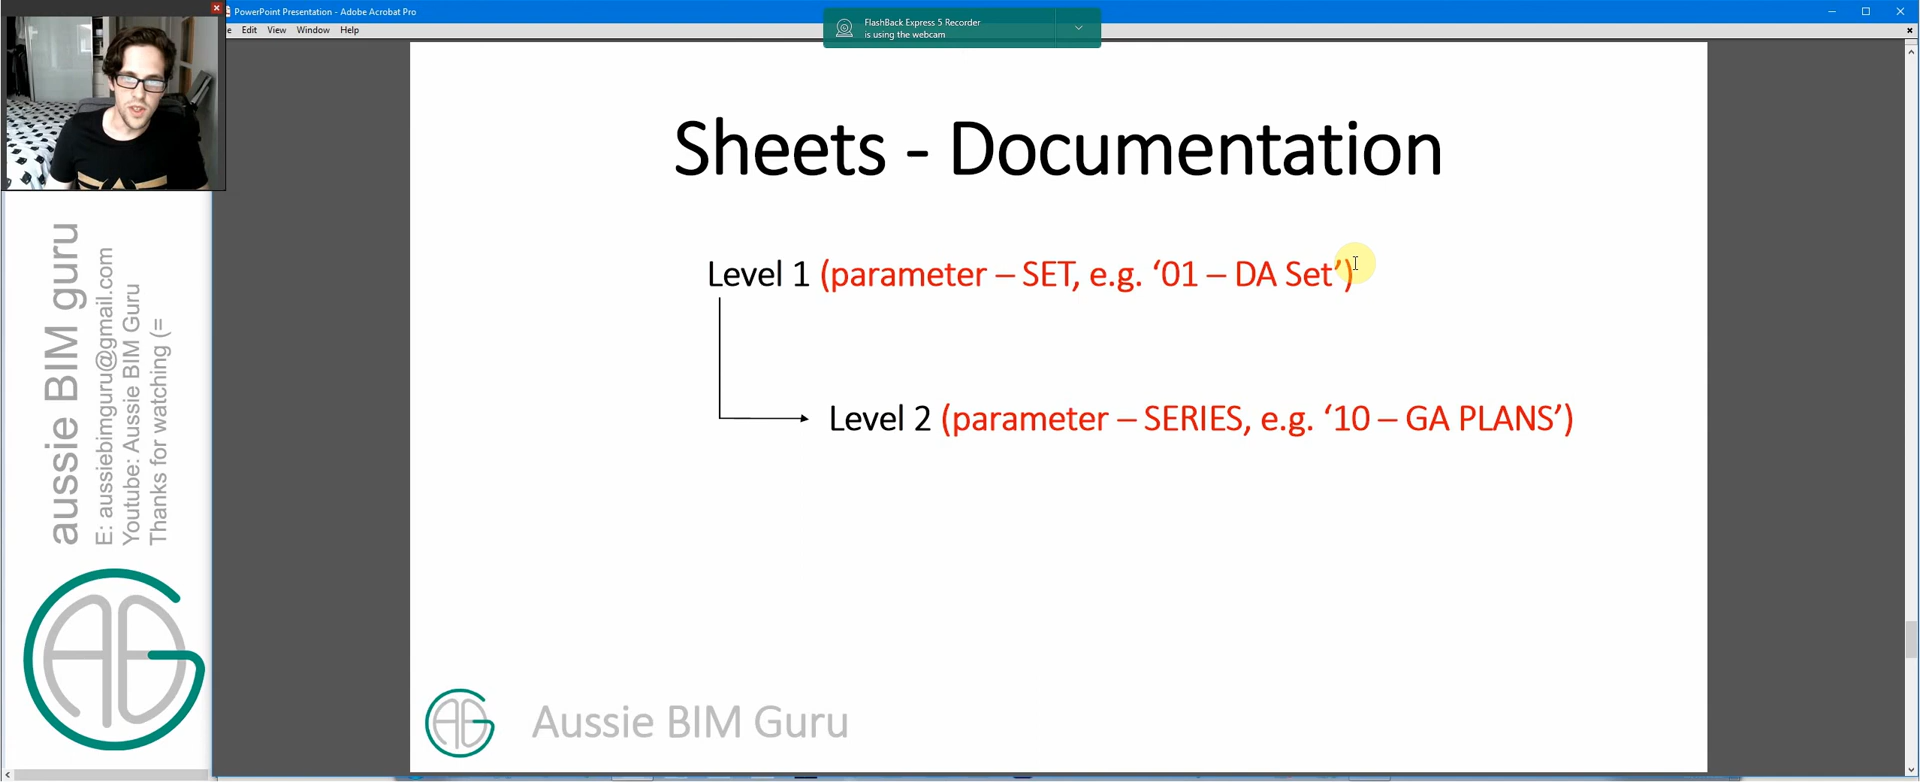 PowerPoint Presentation - Adobe Acrobat Pro
e Edit View Window Help
FlashBack Express 5 Recorder
is using the webcam
Sheets - Documentation
Level 1 (parameter – SET, e.g. ‘01 – DA Set’)
Level 2 (parameter – SERIES, e.g. ‘10 – GA PLANS’)
aussie BIM guru
E: aussiebimguru@gmail.com
Youtube: Aussie BIM Guru
Thanks for watching (=
Aussie BIM Guru